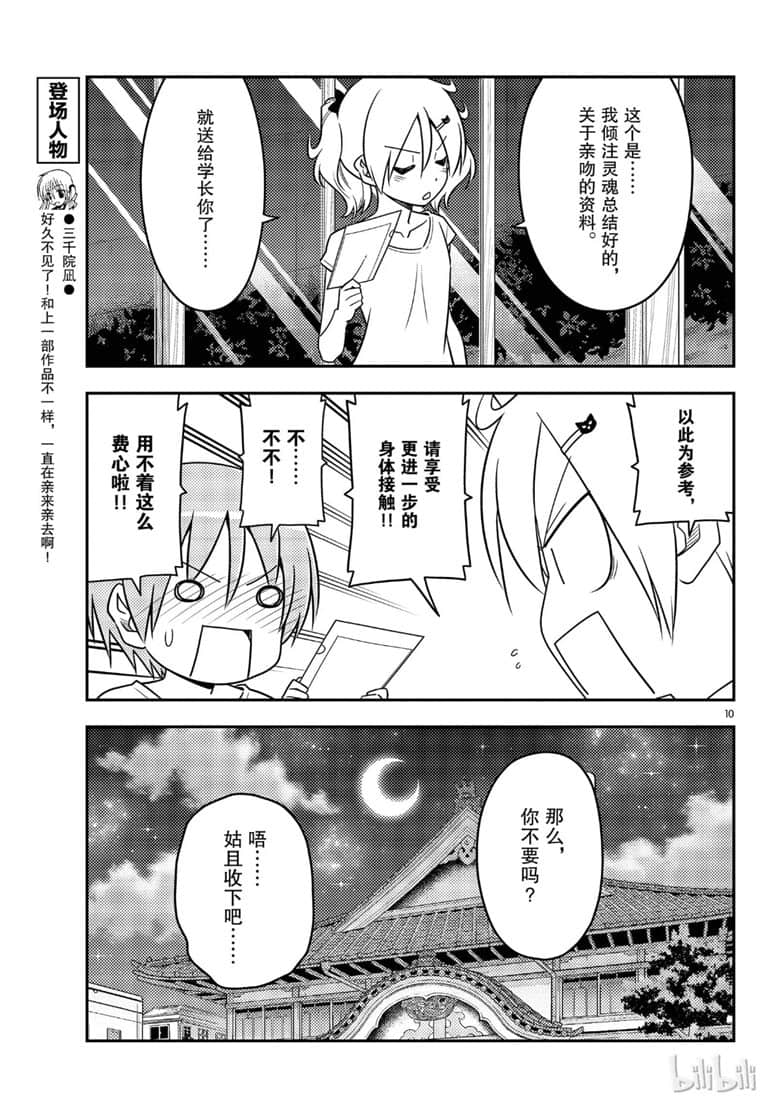 登场人物
●三千院凪●
好久不见了！和上一部作品不一样，一直在亲来亲去啊！
这个是……
我倾注灵魂总结好的，
关于亲吻的资料。
就送给学长你了……
以此为参考，
请享受
更进一步的
身体接触!!
不……
不不！
用不着这么
费心啦!!
10
那么，
你不要吗？
唔……
姑且收下吧……
bilibili